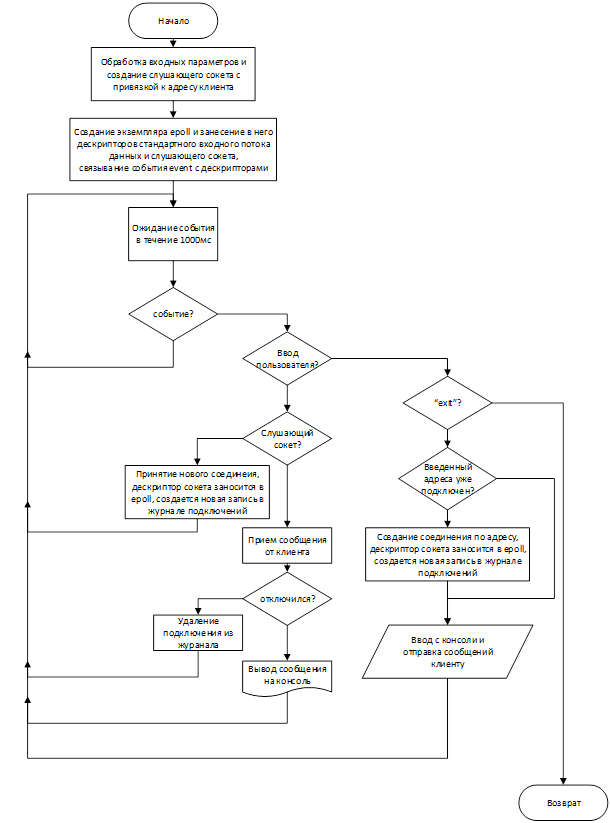 Начало
Обработка входных параметров и
создание слушающего сокета с
привязкой к адресу клиента
Создание экземпляра epoll и занесение в него
дескрипторов стандартного входного потока
данных и слушающего сокета,
связывание события event с дескрипторами
Ожидание события
в течение 1000мс
событие?
Ввод
пользователя?
"exit"?
Слушающий
сокет?
Введенный
адреса уже
подключен?
Принятие нового соединеия,
дескриптор сокета заносится в
epoll, создается новая запись в
журнале подключений
Прием сообщения
от клиента
Создание соединения по адресу,
дескриптор сокета заносится в epoll,
создается новая запись в журнале
подключений
отключился?
Удаление
подключения из
журанала
Ввод с консоли и
отправка сообщений
клиенту
Вывод сообщения
на консоль
Возврат